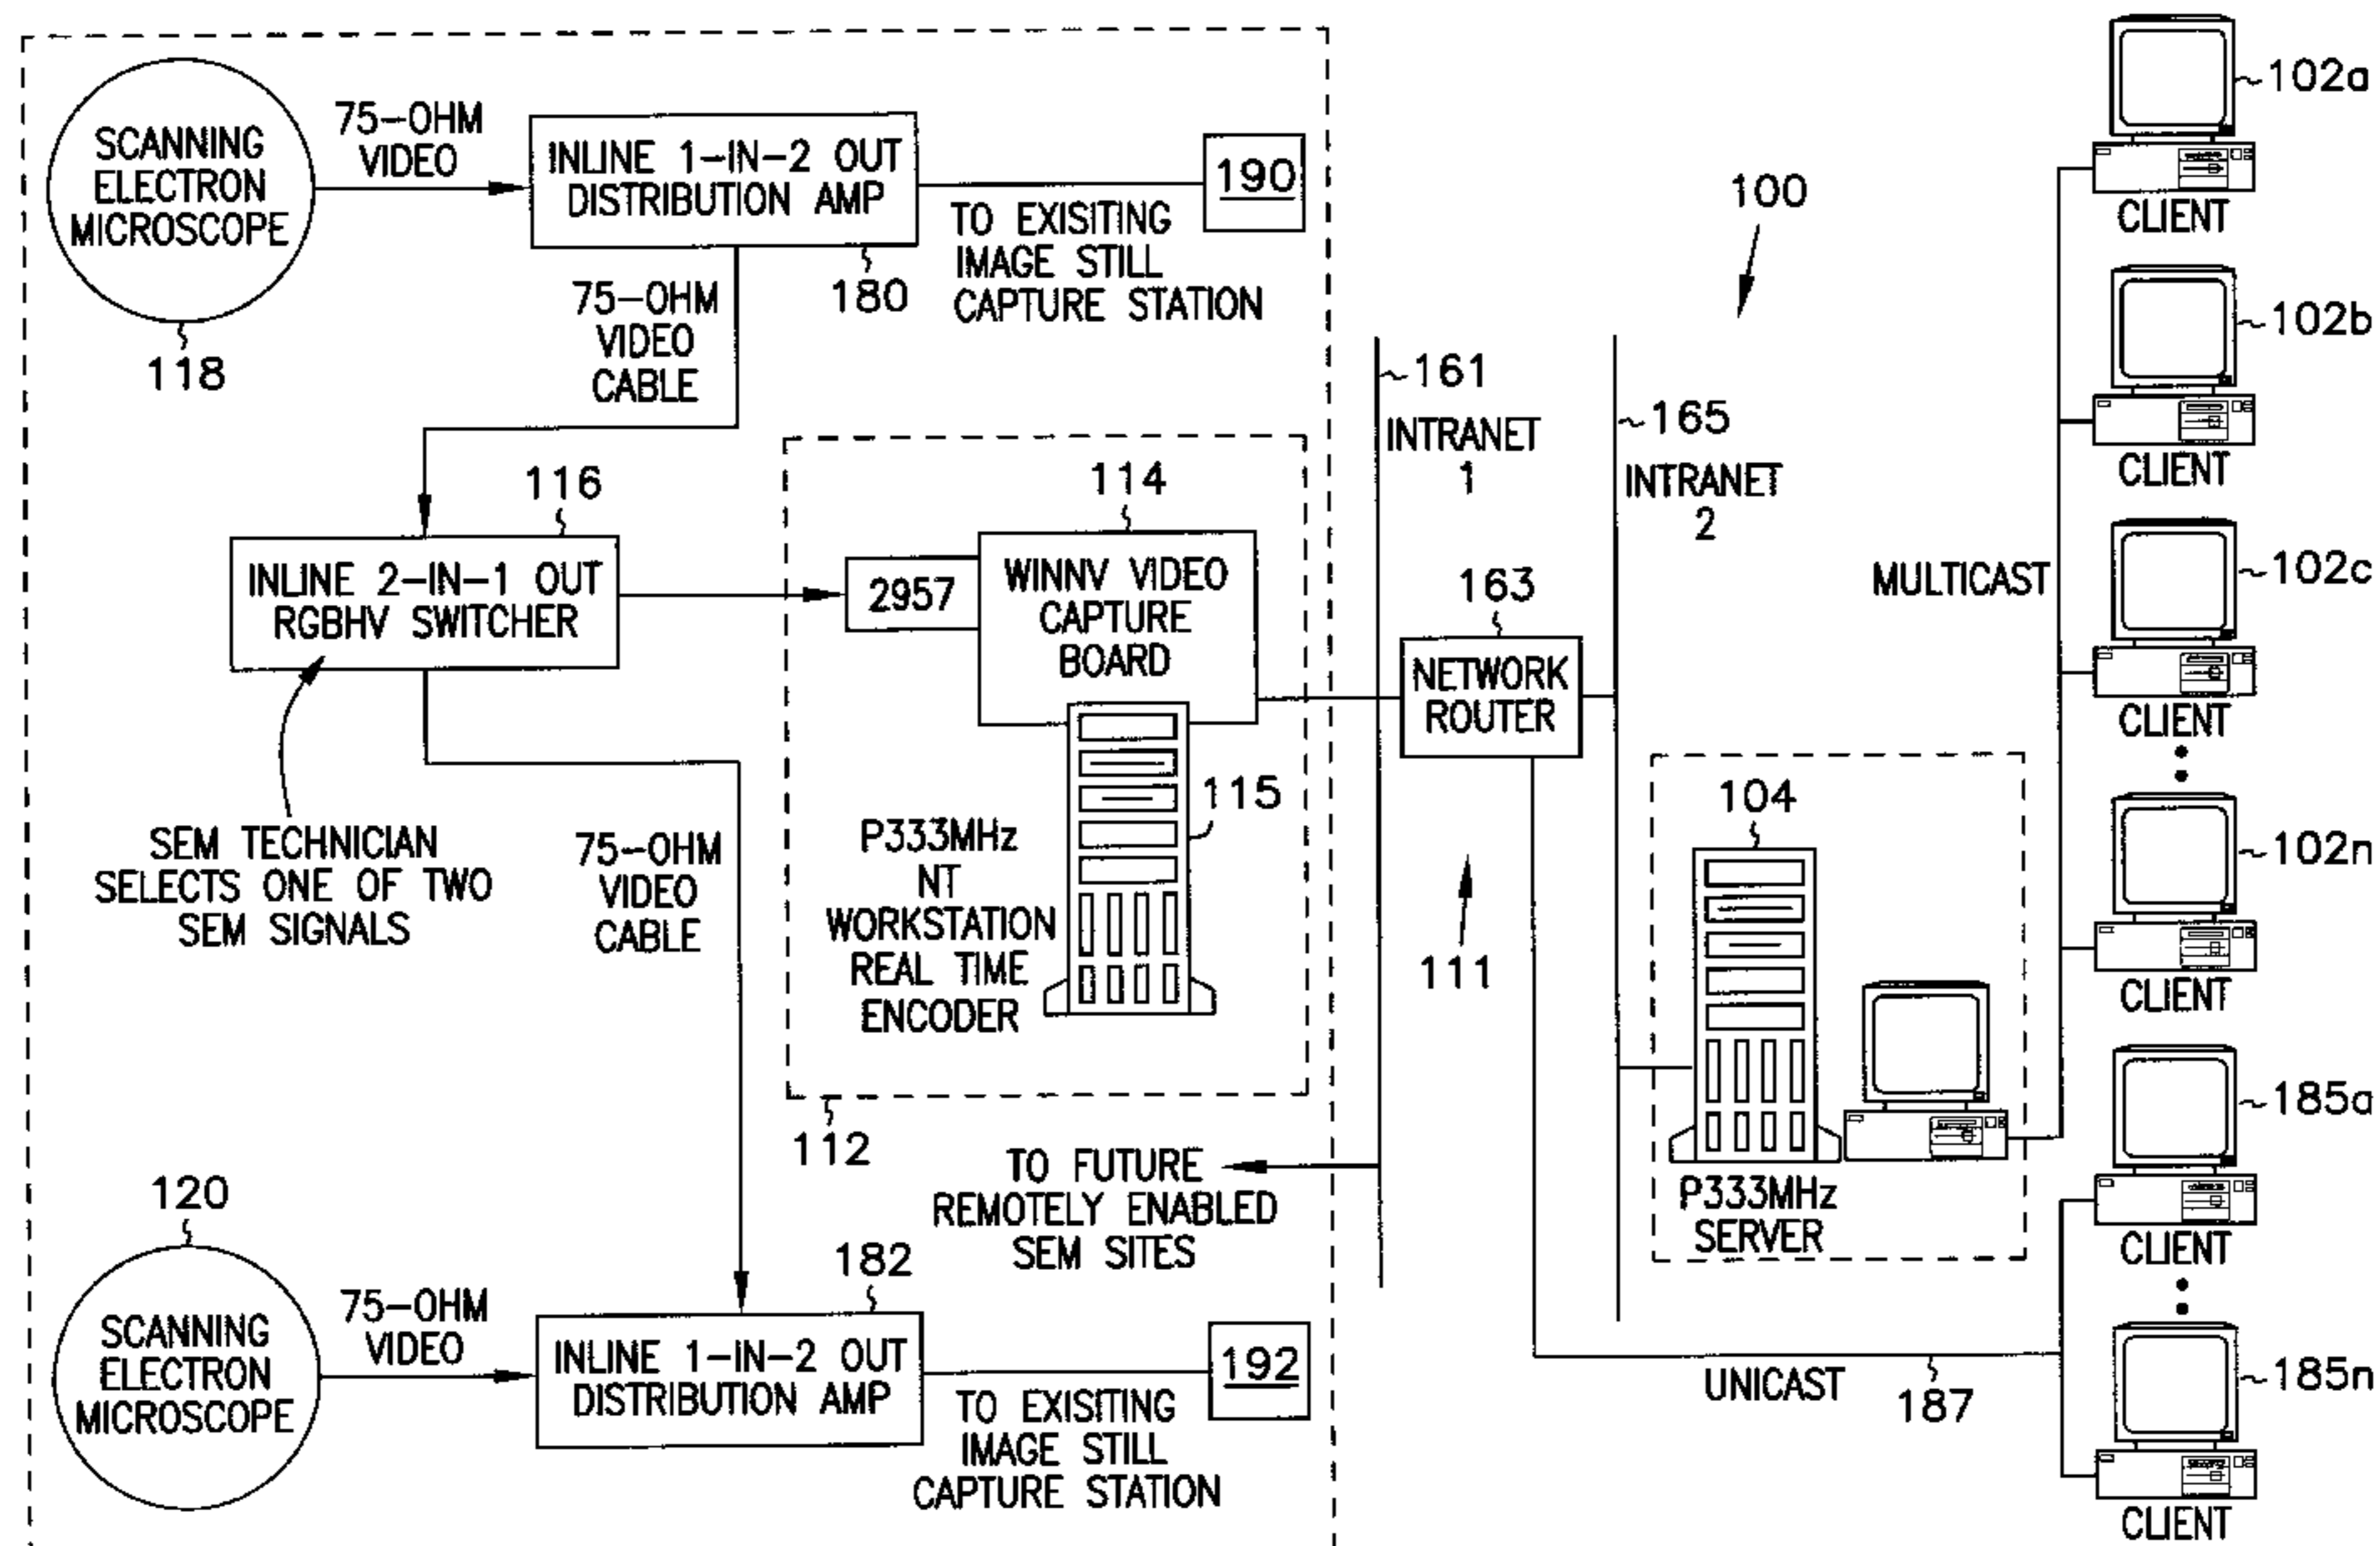 SCANNING
ELECTRON
MICROSCOPE
118
75-OHM
VIDEO
INLINE 1-IN-2 OUT
DISTRIBUTION AMP
180
190
TO EXISITING
IMAGE STILL
CAPTURE STATION
75-OHM
VIDEO
CABLE
116
INLINE 2-IN-1 OUT
RGBHV SWITCHER
SEM TECHNICIAN
SELECTS ONE OF TWO
SEM SIGNALS
75-OHM
VIDEO
CABLE
114
2957
WINNV VIDEO
CAPTURE
BOARD
115
P333MHz
NT
WORKSTATION
REAL TIME
ENCODER
112
TO FUTURE
REMOTELY ENABLED
SEM SITES
120
SCANNING
ELECTRON
MICROSCOPE
75-OHM
VIDEO
182
INLINE 1-IN-2 OUT
DISTRIBUTION AMP
192
TO EXISITING
IMAGE STILL
CAPTURE STATION
100
161
INTRANET
1
165
INTRANET
2
163
NETWORK
ROUTER
111
104
P333MHz
SERVER
MULTICAST
UNICAST
187
102a
CLIENT
102b
CLIENT
102c
CLIENT
102n
CLIENT
185a
CLIENT
185n
CLIENT